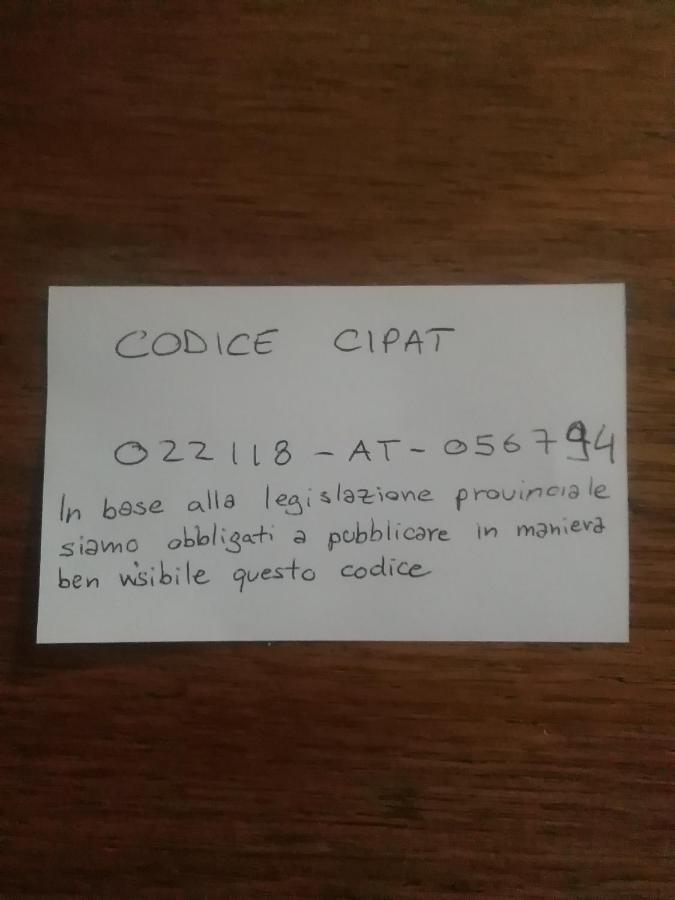 CODICE CIPAT
022118-AT-056794
In base alla legislazione provinciale
siamo obbligati a pubblicare in maniera
ben visibile questo codice